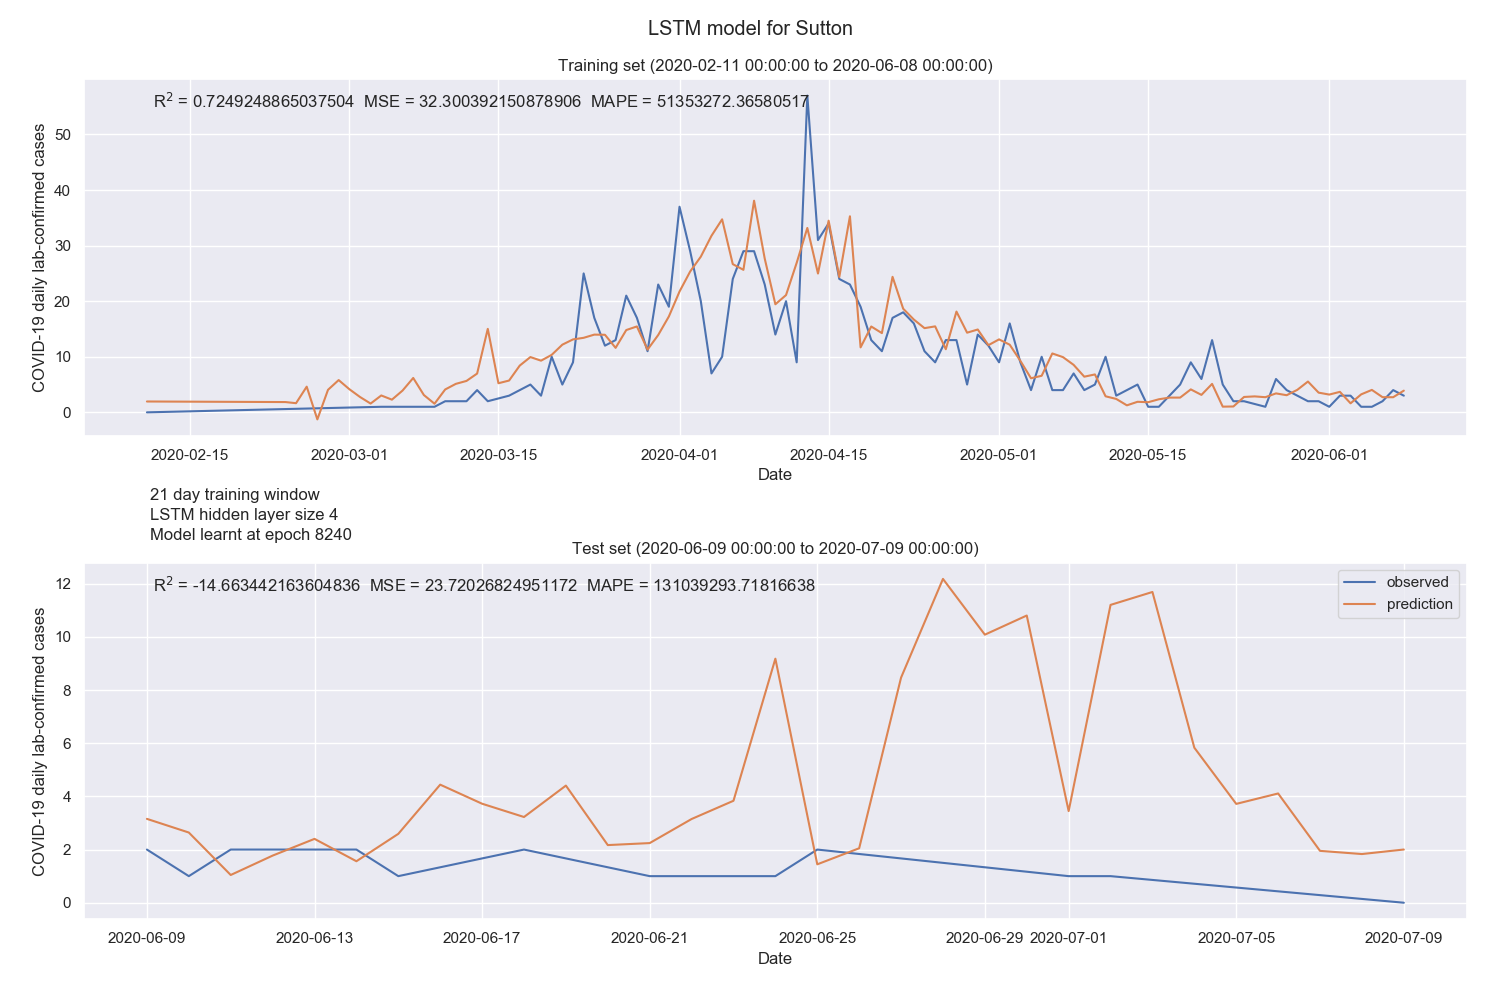 LSTM model for Sutton
Training set (2020-02-11 00:00:00 to 2020-06-08 00:00:00)
R² = 0.7249248865037504 MSE = 32.300392150878906 MAPE = 51353272.36580517
COVID-19 daily lab-confirmed cases
50
40
30
20
10
0
2020-02-15 2020-03-01 2020-03-15 2020-04-01 2020-04-15 2020-05-01 2020-05-15 2020-06-01
Date
21 day training window
LSTM hidden layer size 4
Model learnt at epoch 8240
Test set (2020-06-09 00:00:00 to 2020-07-09 00:00:00)
R² = -14.663442163604836 MSE = 23.72026824951172 MAPE = 131039293.71816638
observed
prediction
COVID-19 daily lab-confirmed cases
12
10
8
6
4
2
0
2020-06-09 2020-06-13 2020-06-17 2020-06-21 2020-06-25 2020-06-29 2020-07-01 2020-07-05 2020-07-09
Date